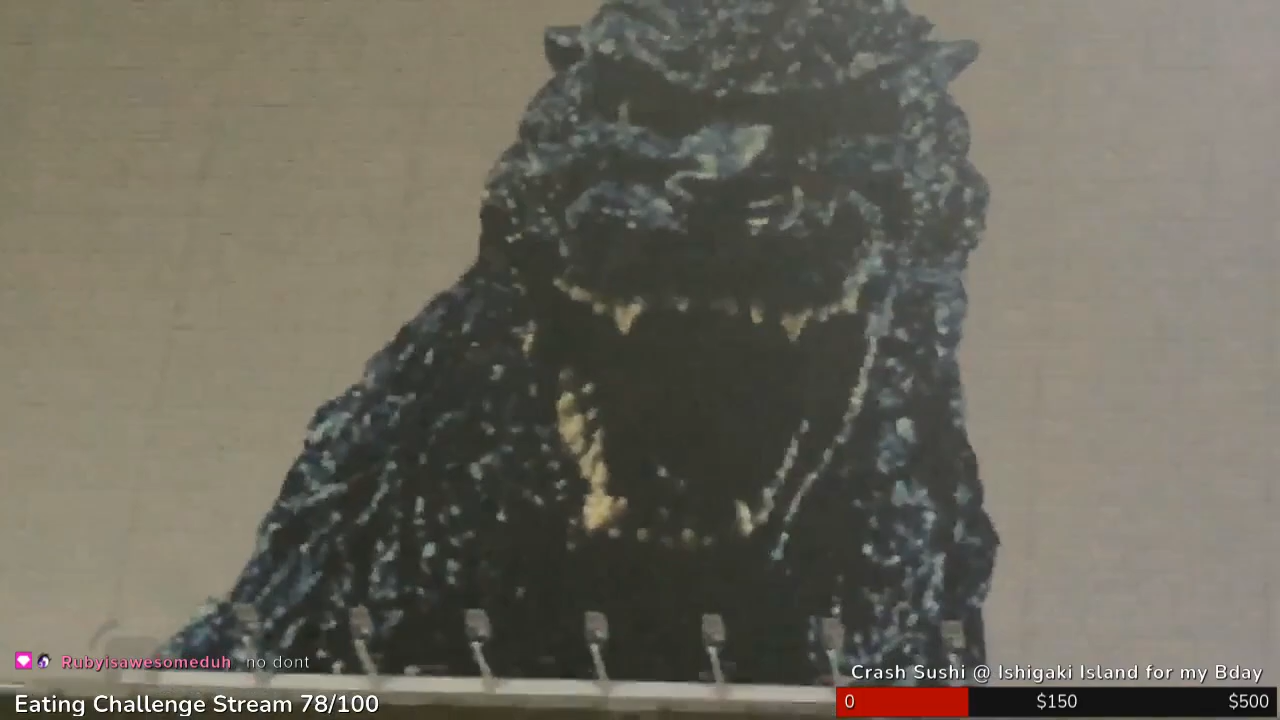 Rubyisawesomeduh no dont
Crash Sushi @ Ishigaki Island for my Bday
Eating Challenge Stream 78/100
0 $150 $500